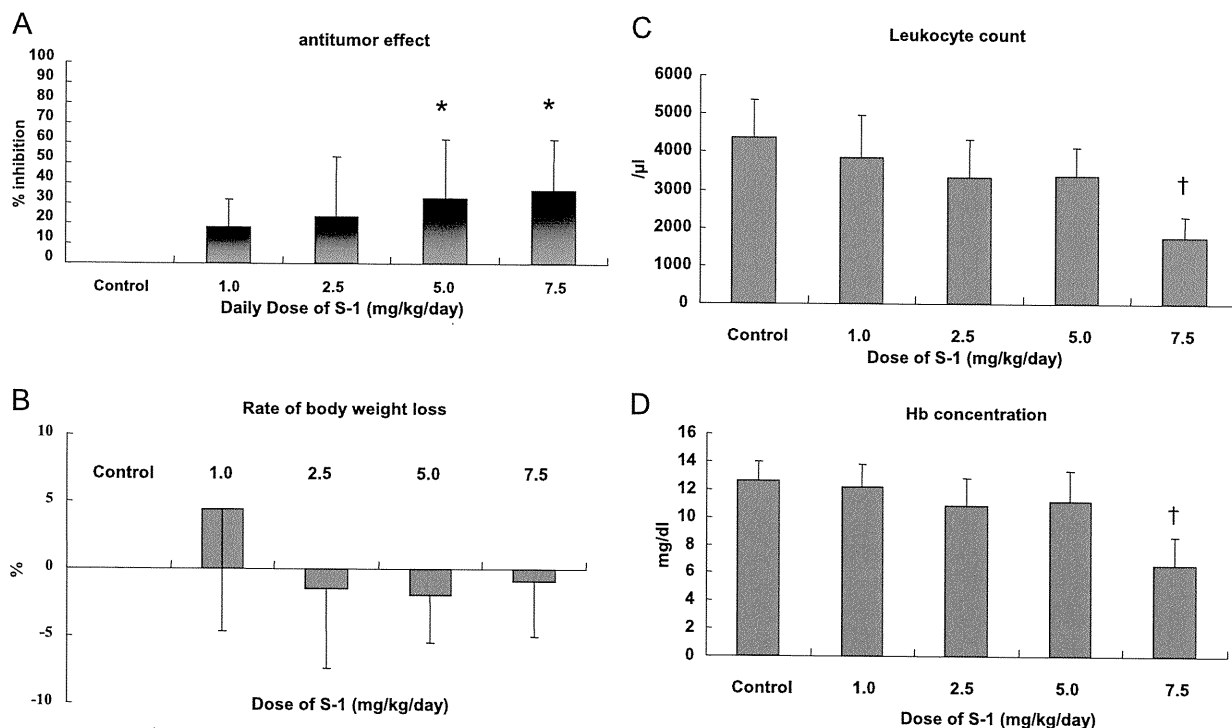 A
antitumor effect
100
90
80
70
60
50
40
30
20
10
0
% inhibition
*
*
Control
1.0
2.5
5.0
7.5
Daily Dose of S-1 (mg/kg/day)
B
Rate of body weight loss
10
5
0
-5
-10
%
Control
1.0
2.5
5.0
7.5
Dose of S-1 (mg/kg/day)
C
Leukocyte count
6000
5000
4000
3000
2000
1000
0
/µl
†
Control
1.0
2.5
5.0
7.5
Dose of S-1 (mg/kg/day)
D
Hb concentration
16
14
12
10
8
6
4
2
0
mg/dl
†
Control
1.0
2.5
5.0
7.5
Dose of S-1 (mg/kg/day)